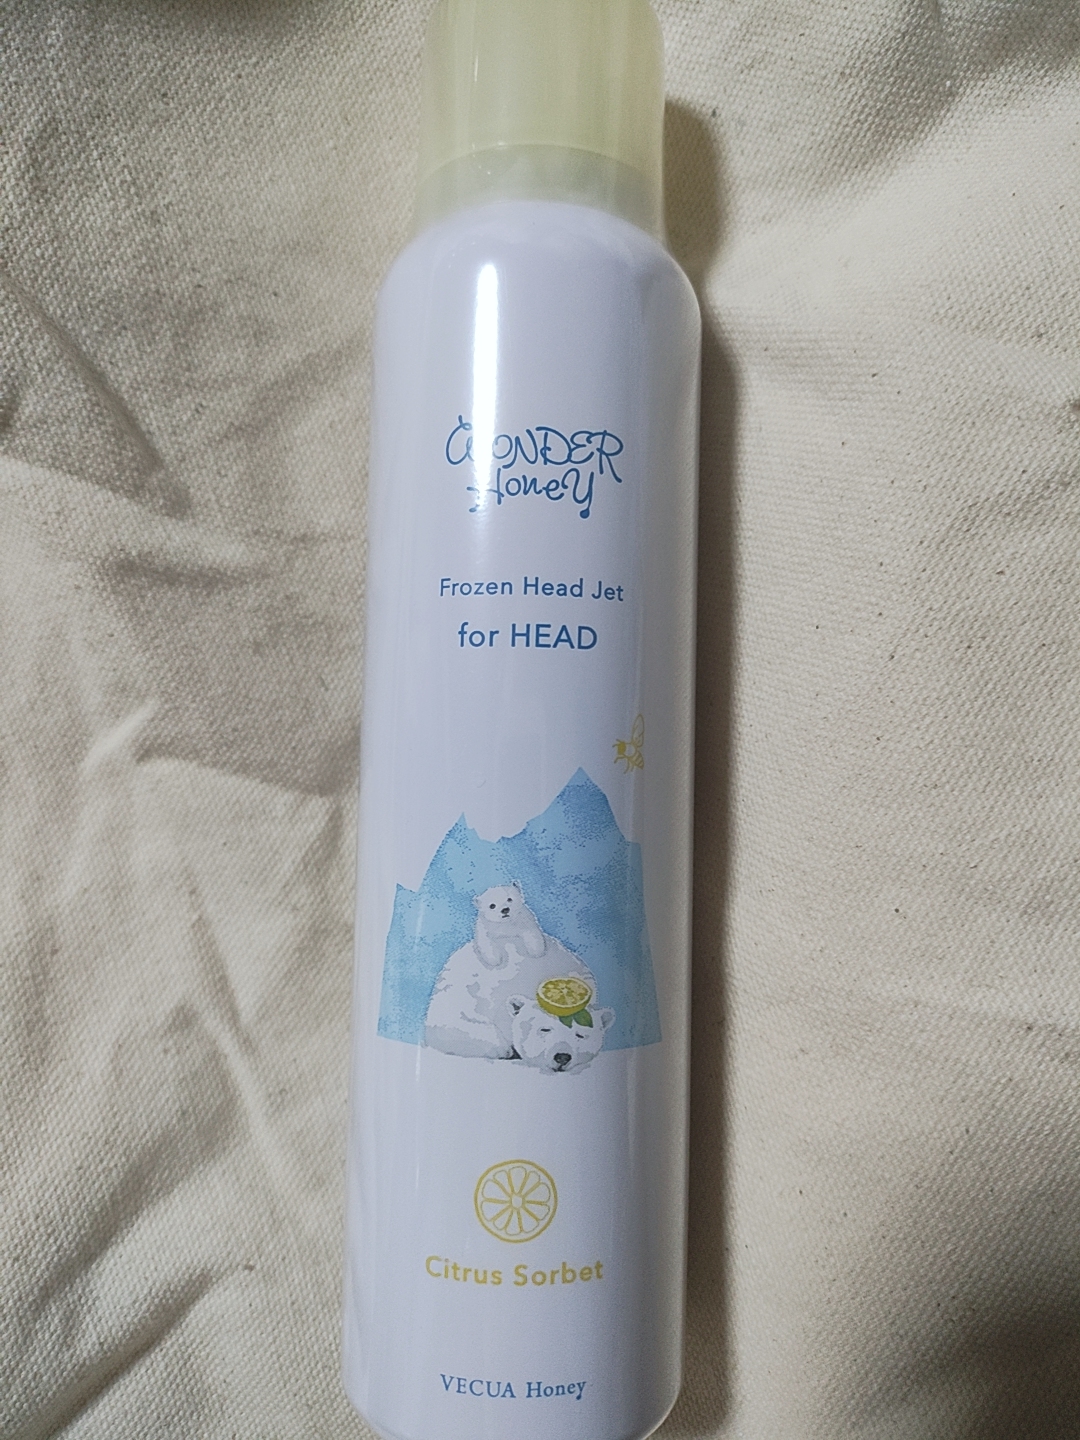 WONDER
Honey
Frozen Head Jet
for HEAD
Citrus Sorbet
VECUA Honey